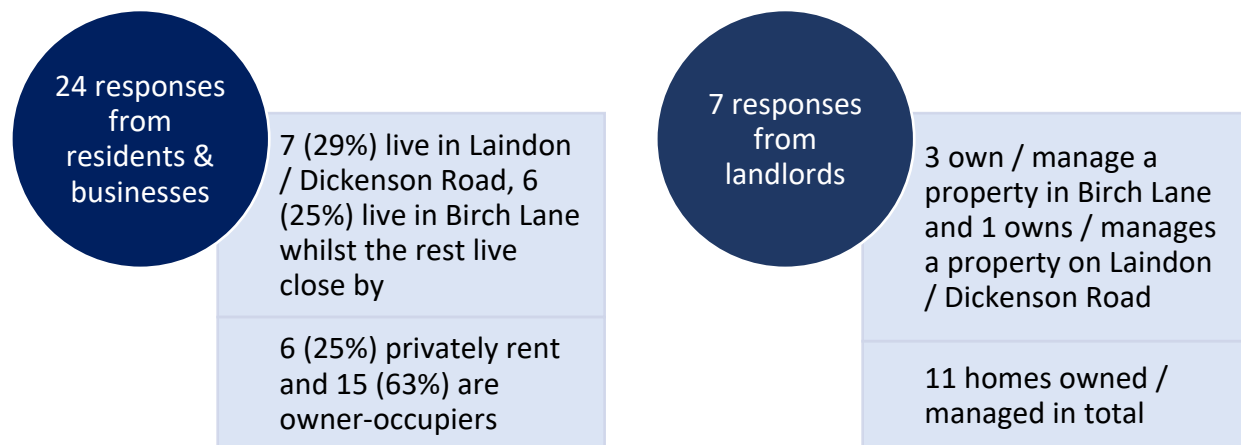 24 responses
from
residents &
businesses
7 (29%) live in Laindon
/ Dickenson Road, 6
(25%) live in Birch Lane
whilst the rest live
close by
6 (25%) privately rent
and 15 (63%) are
owner-occupiers
7 responses
from
landlords
3 own / manage a
property in Birch Lane
and 1 owns / manages
a property on Laindon
/ Dickenson Road
11 homes owned /
managed in total